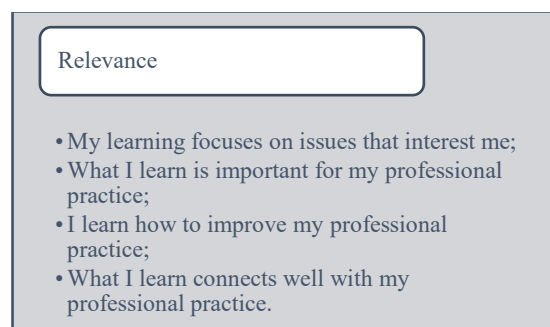 Relevance
• My learning focuses on issues that interest me;
• What I learn is important for my professional
practice;
• I learn how to improve my professional
practice;
• What I learn connects well with my
professional practice.